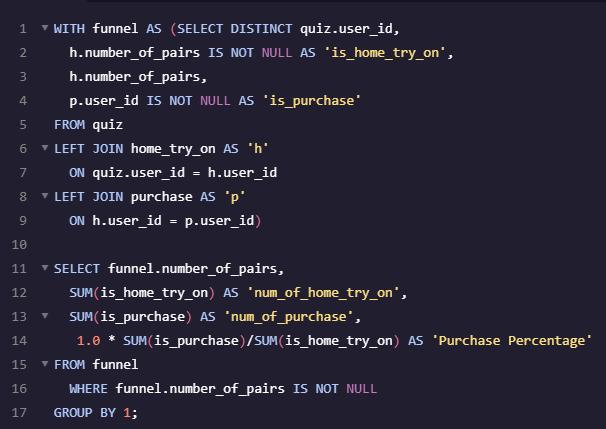 1 WITH funnel AS (SELECT DISTINCT quiz.user_id,
2 h.number_of_pairs IS NOT NULL AS 'is_home_try_on',
3 h.number_of_pairs,
4 p.user_id IS NOT NULL AS 'is_purchase'
5 FROM quiz
6 LEFT JOIN home_try_on AS 'h'
7 ON quiz.user_id = h.user_id
8 LEFT JOIN purchase AS 'p'
9 ON h.user_id = p.user_id)
10
11 SELECT funnel.number_of_pairs,
12 SUM(is_home_try_on) AS 'num_of_home_try_on',
13 SUM(is_purchase) AS 'num_of_purchase',
14 1.0 * SUM(is_purchase)/SUM(is_home_try_on) AS 'Purchase Percentage'
15 FROM funnel
16 WHERE funnel.number_of_pairs IS NOT NULL
17 GROUP BY 1;